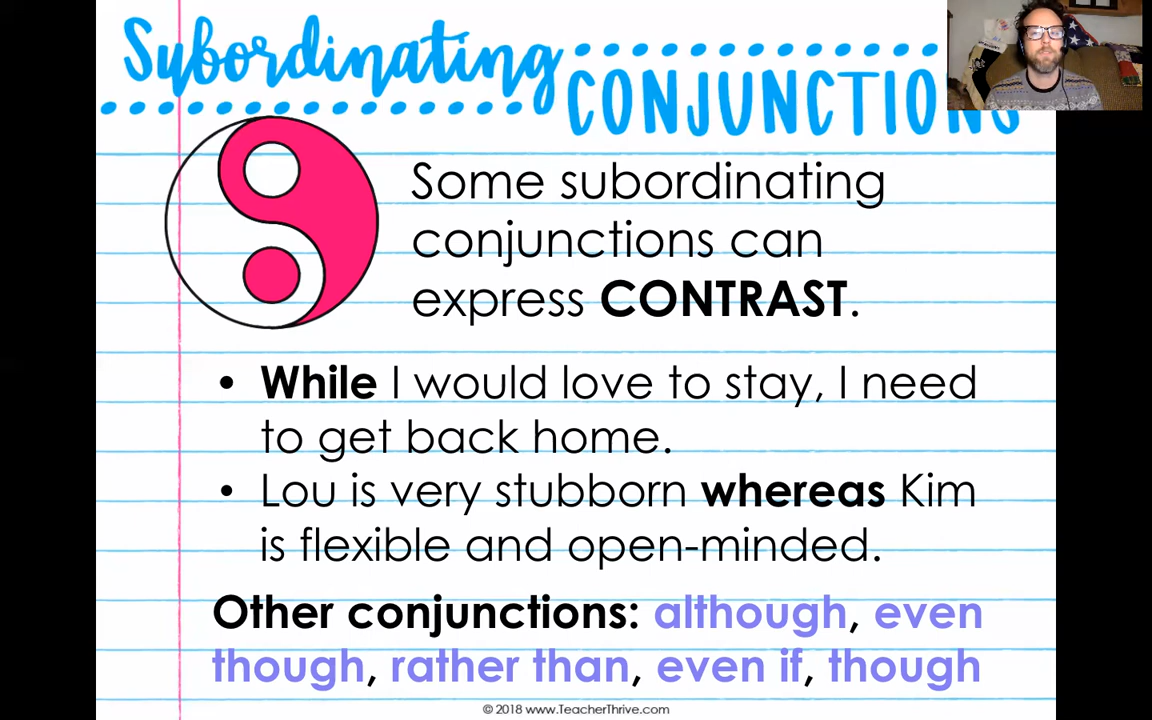 Subordinating
CONJUNCTIONS
Some subordinating
conjunctions can
express CONTRAST.
• While I would love to stay, I need
to get back home.
• Lou is very stubborn whereas Kim
is flexible and open-minded.
Other conjunctions: although, even
though, rather than, even if, though
© 2018 www.TeacherThrive.com